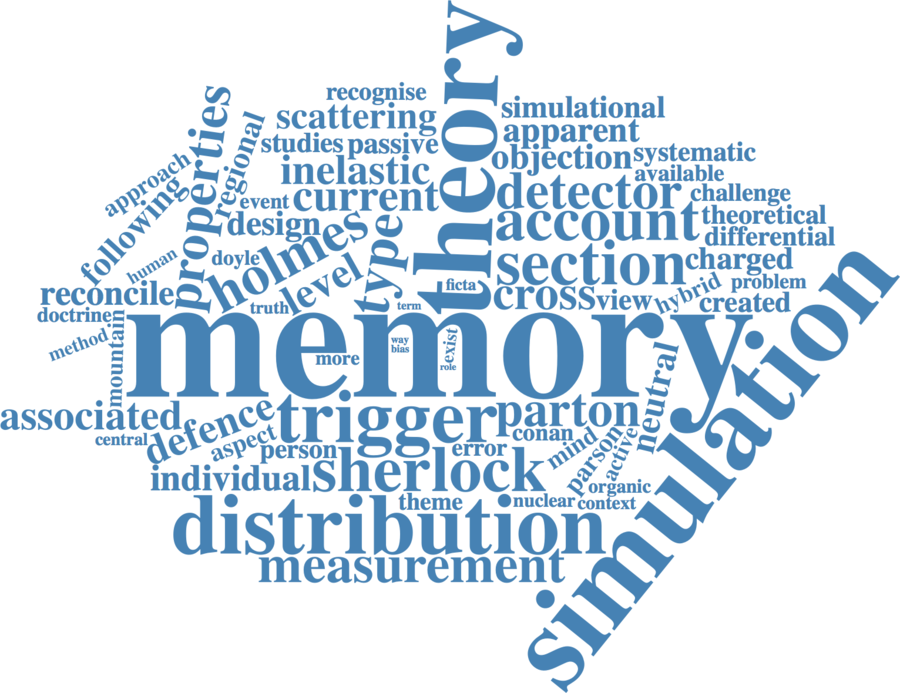 theory
recognise
scattering
simulational
properties
regional
studies passive
apparent
objection
systematic
approach
inelastic
available
following
event
current
detector
challenge
design
account
theoretical
differential
human
holmes
type
doyle
level
section
charged
reconcile
ficta
cross
view
hybrid
problem
created
doctrine
truth
term
memory
simulation
method
mountain
more
way
bias
exist
role
associated
defence
trigger
parton
neutral
central
aspect
person
error
conan
mind
parson
active
individual
sherlock
organic
theme
nuclear
context
distribution
measurement